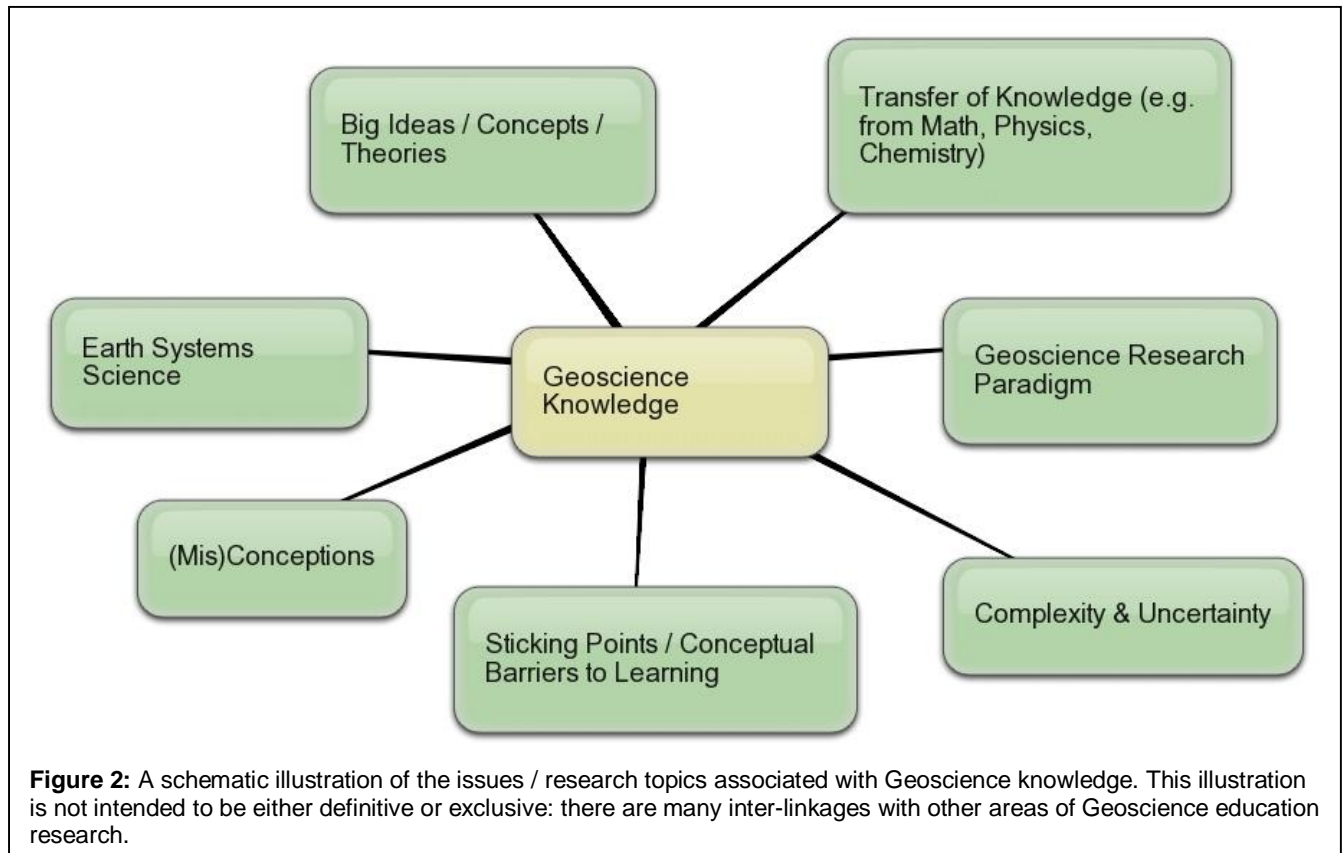 Big Ideas / Concepts /
Theories
Transfer of Knowledge (e.g.
from Math, Physics,
Chemistry)
Earth Systems
Science
Geoscience
Knowledge
Geoscience Research
Paradigm
(Mis)Conceptions
Sticking Points / Conceptual
Barriers to Learning
Complexity & Uncertainty
Figure 2: A schematic illustration of the issues / research topics associated with Geoscience knowledge. This illustration
is not intended to be either definitive or exclusive: there are many inter-linkages with other areas of Geoscience education
research.